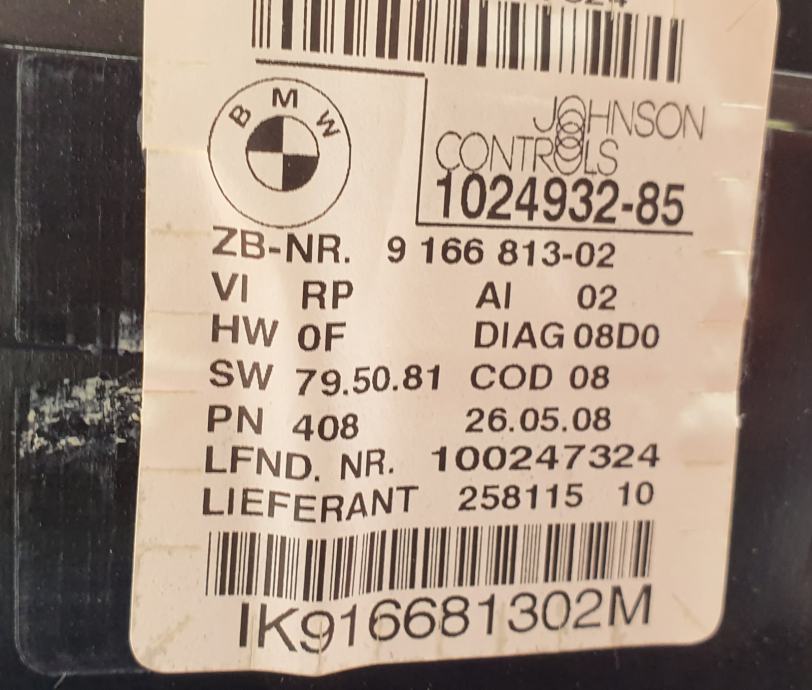 BMW
JOHNSON
CONTROLS
1024932-85
ZB-NR. 9 166 813-02
VI RP AI 02
HW 0F DIAG 08D0
SW 79.50.81 COD 08
PN 408 26.05.08
LFND. NR. 100247324
LIEFERANT 258115 10
IK916681302M